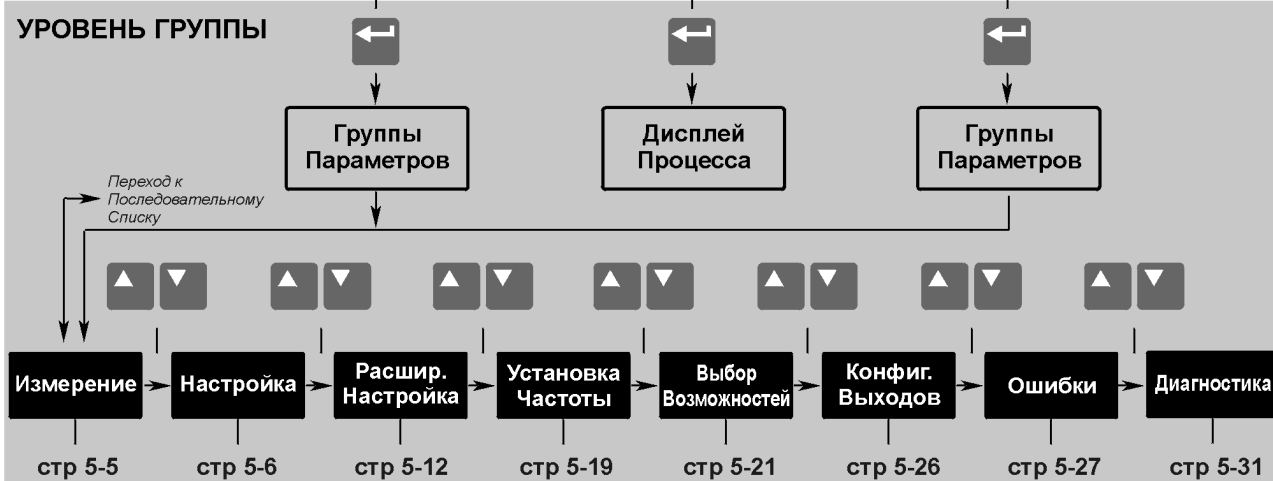 УРОВЕНЬ ГРУППЫ
Группы
Параметров
Дисплей
Процесса
Группы
Параметров
Переход к
Последовательному
Списку
Измерение
Настройка
Расшир.
Настройка
Установка
Частоты
Выбор
Возможностей
Конфиг.
Выходов
Ошибки
Диагностика
стр 5-5
стр 5-6
стр 5-12
стр 5-19
стр 5-21
стр 5-26
стр 5-27
стр 5-31